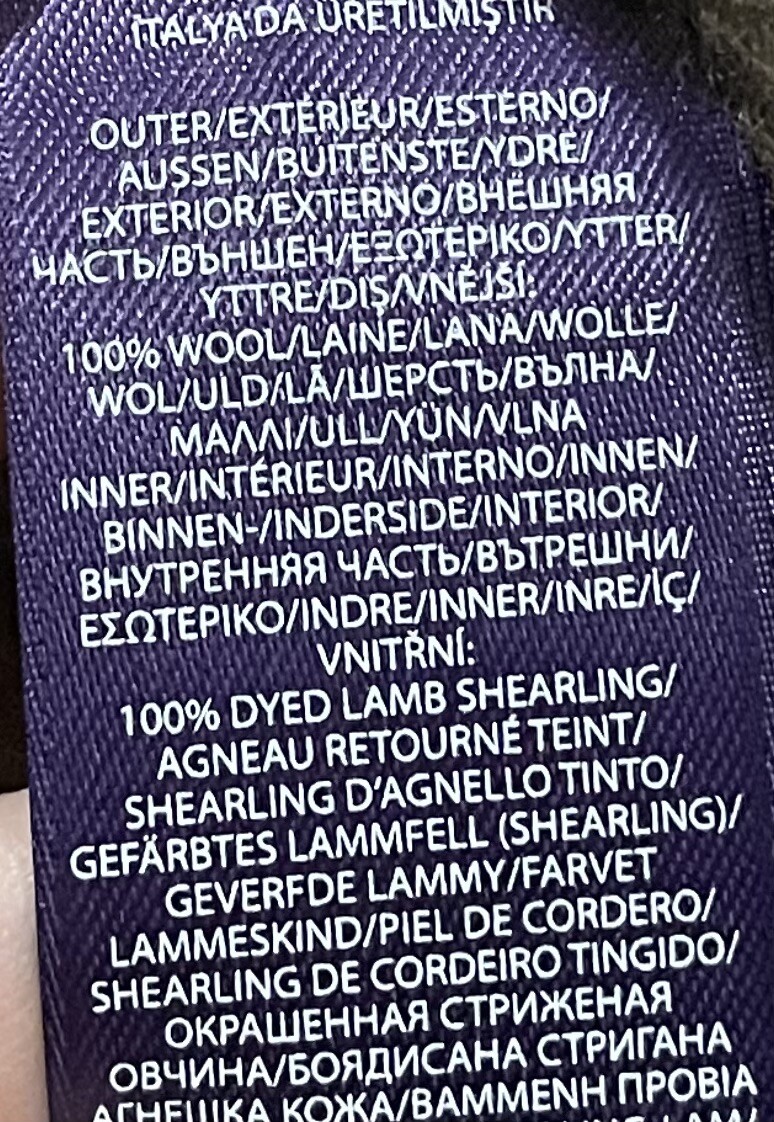 İTALYA'DA ÜRETİLMİŞTİR
OUTER/EXTÉRIEUR/ESTERNO/
AUSSEN/BUITENSTE/YDRE/
EXTERIOR/EXTERNO/ВНЕШНЯЯ
ЧАСТЬ/ВЪНШЕН/ΕΞΩΤΕΡΙΚΟ/YTTER/
YTTRE/DIŞ/VNĚJŠÍ:
100% WOOL/LAINE/LANA/WOLLE/
WOL/ULD/LÃ/ШЕРСТЬ/ВЪЛНА/
ΜΑΛΛΙ/ULL/YÜN/VLNA
INNER/INTÉRIEUR/INTERNO/INNEN/
BINNEN-/INDERSIDE/INTERIOR/
ВНУТРЕННЯЯ ЧАСТЬ/ВЪТРЕШНИ/
ΕΣΩΤΕΡΙΚΟ/INDRE/INNER/INRE/İÇ/
VNITŘNÍ:
100% DYED LAMB SHEARLING/
AGNEAU RETOURNÉ TEINT/
SHEARLING D'AGNELLO TINTO/
GEFÄRBTES LAMMFELL (SHEARLING)/
GEVERFDE LAMMY/FARVET
LAMMESKIND/PIEL DE CORDERO/
SHEARLING DE CORDEIRO TINGIDO/
ОКРАШЕННАЯ СТРИЖЕНАЯ
ОВЧИНА/БОЯДИСАНА СТРИГАНА
АГНЕШКА КОЖА/ΒΑΜΜΕΝΗ ΠΡΟΒΙΑ